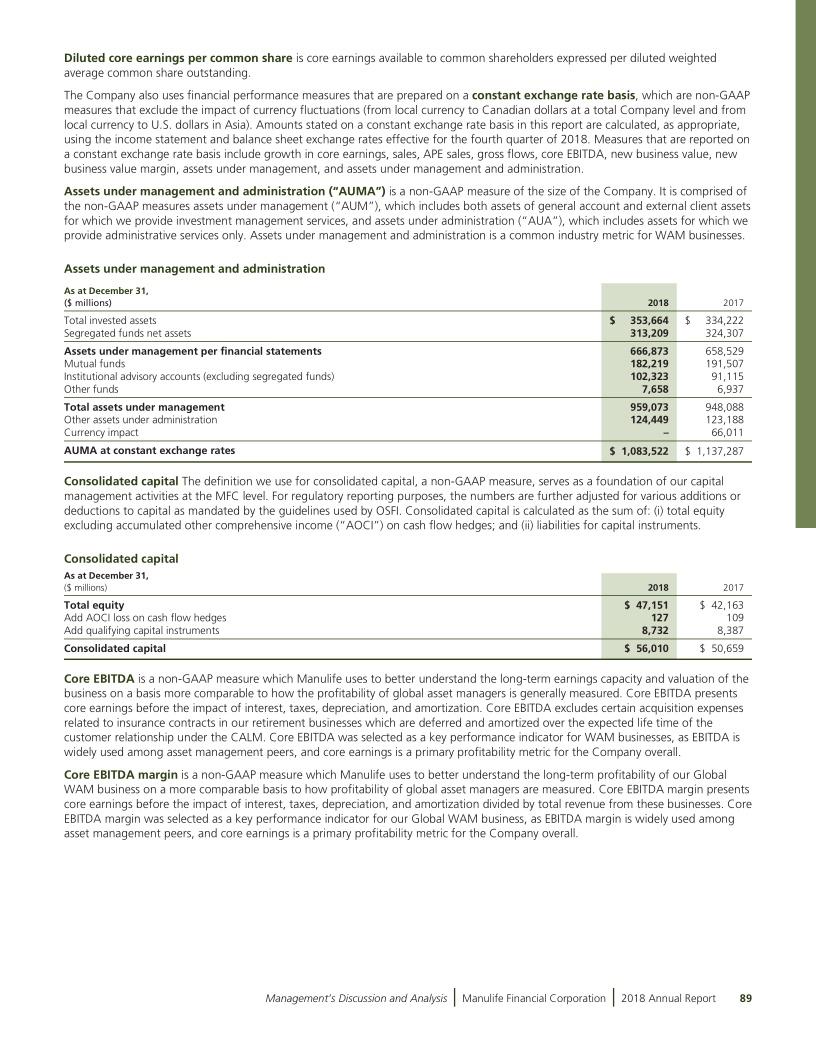 Diluted core earnings per common share is core earnings available to common shareholders expressed per diluted weighted
average common share outstanding.
The Company also uses financial performance measures that are prepared on a constant exchange rate basis, which are non-GAAP
measures that exclude the impact of currency fluctuations (from local currency to Canadian dollars at a total Company level and from
local currency to U.S. dollars in Asia). Amounts stated on a constant exchange rate basis in this report are calculated, as appropriate,
using the income statement and balance sheet exchange rates effective for the fourth quarter of 2018. Measures that are reported on
a constant exchange rate basis include growth in core earnings, sales, APE sales, gross flows, core EBITDA, new business value, new
business value margin, assets under management, and assets under management and administration.
Assets under management and administration (“AUMA”) is a non-GAAP measure of the size of the Company. It is comprised of
the non-GAAP measures assets under management (“AUM”), which includes both assets of general account and external client assets
for which we provide investment management services, and assets under administration (“AUA”), which includes assets for which we
provide administrative services only. Assets under management and administration is a common industry metric for WAM businesses.
Assets under management and administration
As at December 31,
($ millions) 2018 2017
Total invested assets $ 353,664 $ 334,222
Segregated funds net assets 313,209 324,307
Assets under management per financial statements 666,873 658,529
Mutual funds 182,219 191,507
Institutional advisory accounts (excluding segregated funds) 102,323 91,115
Other funds 7,658 6,937
Total assets under management 959,073 948,088
Other assets under administration 124,449 123,188
Currency impact – 66,011
AUMA at constant exchange rates $ 1,083,522 $ 1,137,287
Consolidated capital The definition we use for consolidated capital, a non-GAAP measure, serves as a foundation of our capital
management activities at the MFC level. For regulatory reporting purposes, the numbers are further adjusted for various additions or
deductions to capital as mandated by the guidelines used by OSFI. Consolidated capital is calculated as the sum of: (i) total equity
excluding accumulated other comprehensive income (“AOCI”) on cash flow hedges; and (ii) liabilities for capital instruments.
Consolidated capital
As at December 31,
($ millions) 2018 2017
Total equity $ 47,151 $ 42,163
Add AOCI loss on cash flow hedges 127 109
Add qualifying capital instruments 8,732 8,387
Consolidated capital $ 56,010 $ 50,659
Core EBITDA is a non-GAAP measure which Manulife uses to better understand the long-term earnings capacity and valuation of the
business on a basis more comparable to how the profitability of global asset managers is generally measured. Core EBITDA presents
core earnings before the impact of interest, taxes, depreciation, and amortization. Core EBITDA excludes certain acquisition expenses
related to insurance contracts in our retirement businesses which are deferred and amortized over the expected life time of the
customer relationship under the CALM. Core EBITDA was selected as a key performance indicator for WAM businesses, as EBITDA is
widely used among asset management peers, and core earnings is a primary profitability metric for the Company overall.
Core EBITDA margin is a non-GAAP measure which Manulife uses to better understand the long-term profitability of our Global
WAM business on a more comparable basis to how profitability of global asset managers are measured. Core EBITDA margin presents
core earnings before the impact of interest, taxes, depreciation, and amortization divided by total revenue from these businesses. Core
EBITDA margin was selected as a key performance indicator for our Global WAM business, as EBITDA margin is widely used among
asset management peers, and core earnings is a primary profitability metric for the Company overall.
Management’s Discussion and Analysis | Manulife Financial Corporation | 2018 Annual Report 89